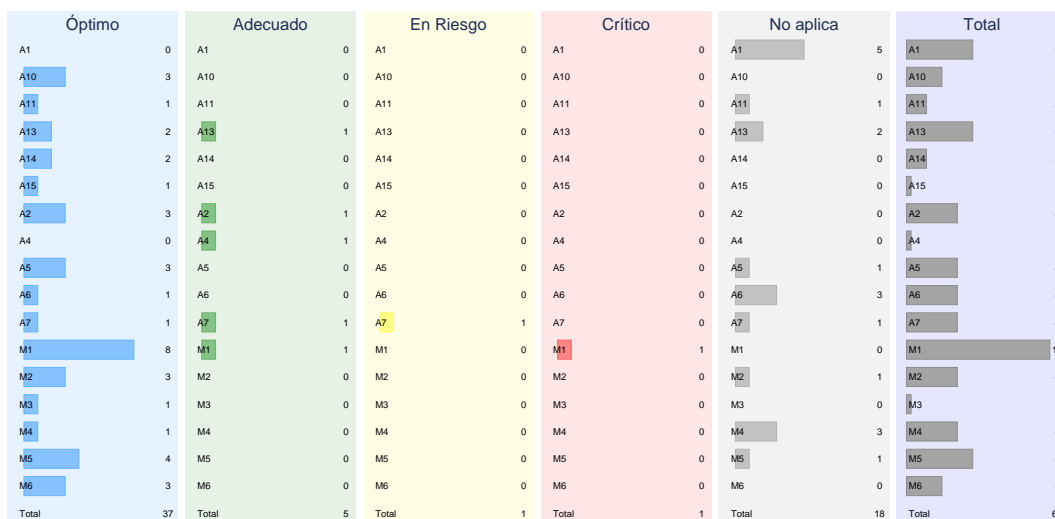 Óptimo Adecuado En Riesgo Crítico No aplica Total
A1 0 A1 0 A1 0 A1 0 A1 5 A1
A10 3 A10 0 A10 0 A10 0 A10 0 A10
A11 1 A11 0 A11 0 A11 0 A11 1 A11
A13 2 A13 1 A13 0 A13 0 A13 2 A13
A14 2 A14 0 A14 0 A14 0 A14 0 A14
A15 1 A15 0 A15 0 A15 0 A15 0 A15
A2 3 A2 1 A2 0 A2 0 A2 0 A2
A4 0 A4 1 A4 0 A4 0 A4 0 A4
A5 3 A5 0 A5 0 A5 0 A5 1 A5
A6 1 A6 0 A6 0 A6 0 A6 3 A6
A7 1 A7 1 A7 1 A7 0 A7 1 A7
M1 8 M1 1 M1 0 M1 1 M1 0 M1
M2 3 M2 0 M2 0 M2 0 M2 1 M2
M3 1 M3 0 M3 0 M3 0 M3 0 M3
M4 1 M4 0 M4 0 M4 0 M4 3 M4
M5 4 M5 0 M5 0 M5 0 M5 1 M5
M6 3 M6 0 M6 0 M6 0 M6 0 M6
Total 37 Total 5 Total 1 Total 1 Total 18 Total